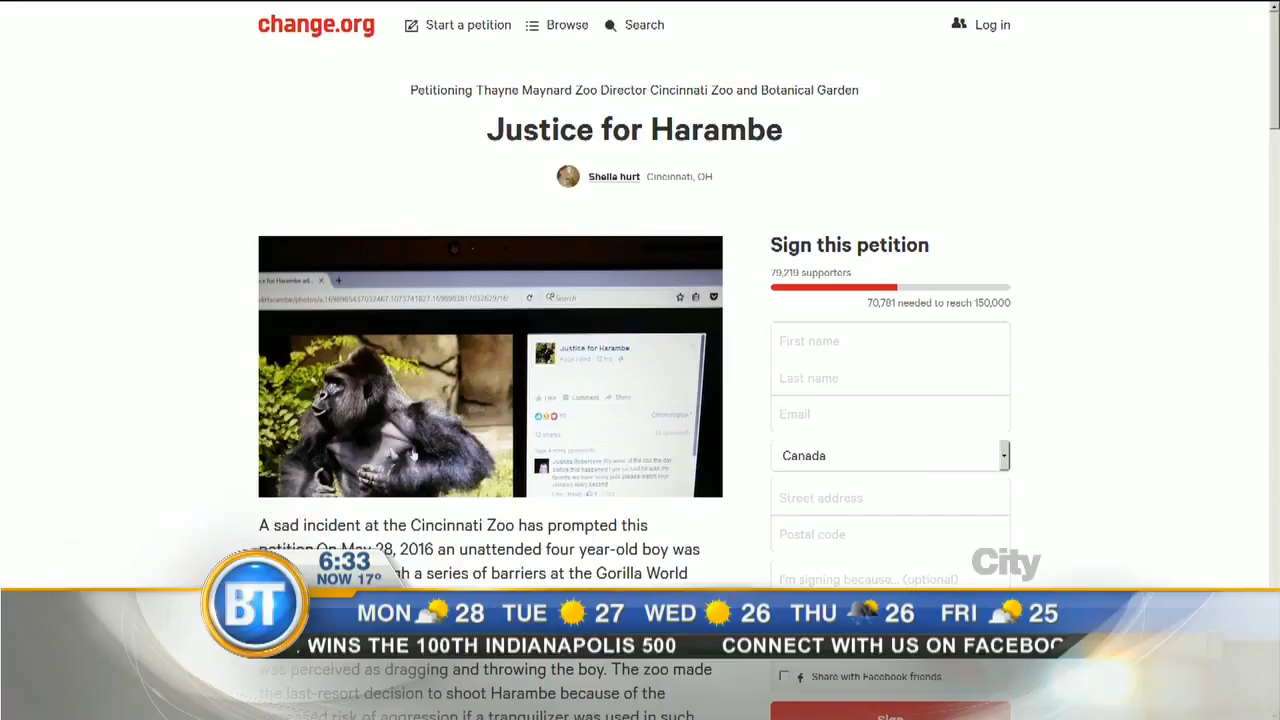 change.org Start a petition Browse Search Log in
Petitioning Thayne Maynard Zoo Director Cincinnati Zoo and Botanical Garden
Justice for Harambe
Sheila hurt Cincinnati, OH
Search
Justice for Harambe
Like Comment Share
12 shares
Sign this petition
79,219 supporters
70,781 needed to reach 150,000
First name
Last name
Email
Canada
Street address
Postal code
I'm signing because... (optional)
Share with Facebook friends
Sign
A sad incident at the Cincinnati Zoo has prompted this
petition On May 28, 2016 an unattended four year-old boy was
a series of barriers at the Gorilla World
City
6:33
NOW 17°
BT
MON 28 TUE 27 WED 26 THU 26 FRI 25
WINS THE 100TH INDIANAPOLIS 500 CONNECT WITH US ON FACEBOO
was perceived as dragging and throwing the boy. The zoo made
the last-resort decision to shoot Harambe because of the
risk of aggression if a tranquilizer was used in such